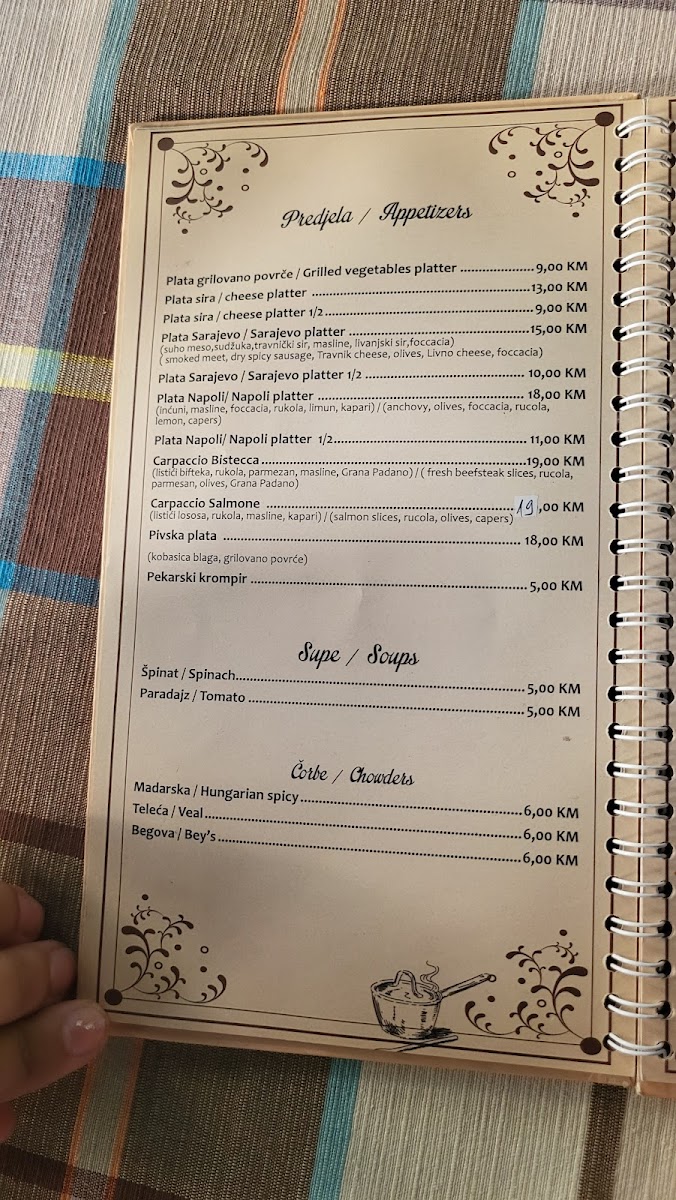 Predjela / Appetizers
Plata grilovano povrče / Grilled vegetables platter ..................9,00 KM
Plata sira / cheese platter ......................................................13,00 KM
Plata sira / cheese platter 1/2....................................................9,00 KM
Plata Sarajevo / Sarajevo platter .............................................15,00 KM
(suho meso,sudžuka,travnički sir, masline, livanjski sir,foccacia)
( smoked meet, dry spicy sausage, Travnik cheese, olives, Livno cheese, foccacia)
Plata Sarajevo / Sarajevo platter 1/2 ........................................ 10,00 KM
Plata Napoli/ Napoli platter .................................................... 18,00 KM
(inćuni, masline, foccacia, rukola, limun, kapari) / (anchovy, olives, foccacia, rucola,
lemon, capers)
Plata Napoli/ Napoli platter 1/2................................................ 11,00 KM
Carpaccio Bistecca..................................................................19,00 KM
(listići bifteka, rukola, parmezan, masline, Grana Padano) / ( fresh beefsteak slices, rucola,
parmesan, olives, Grana Padano)
Carpaccio Salmone ..............................................................19,00 KM
(listići lososa, rukola, masline, kapari) / (salmon slices, rucola, olives, capers)
Pivska plata ........................................................................... 18,00 KM
(kobasica blaga, grilovano povrće)
Pekarski krompir .....................................................................5,00 KM
Supe / Soups
Špinat / Spinach.......................................................................5,00 KM
Paradajz / Tomato ....................................................................5,00 KM
Čorbe / Chowders
Mađarska / Hungarian spicy.......................................................6,00 KM
Teleća / Veal..............................................................................6,00 KM
Begova / Bey's ..........................................................................6,00 KM